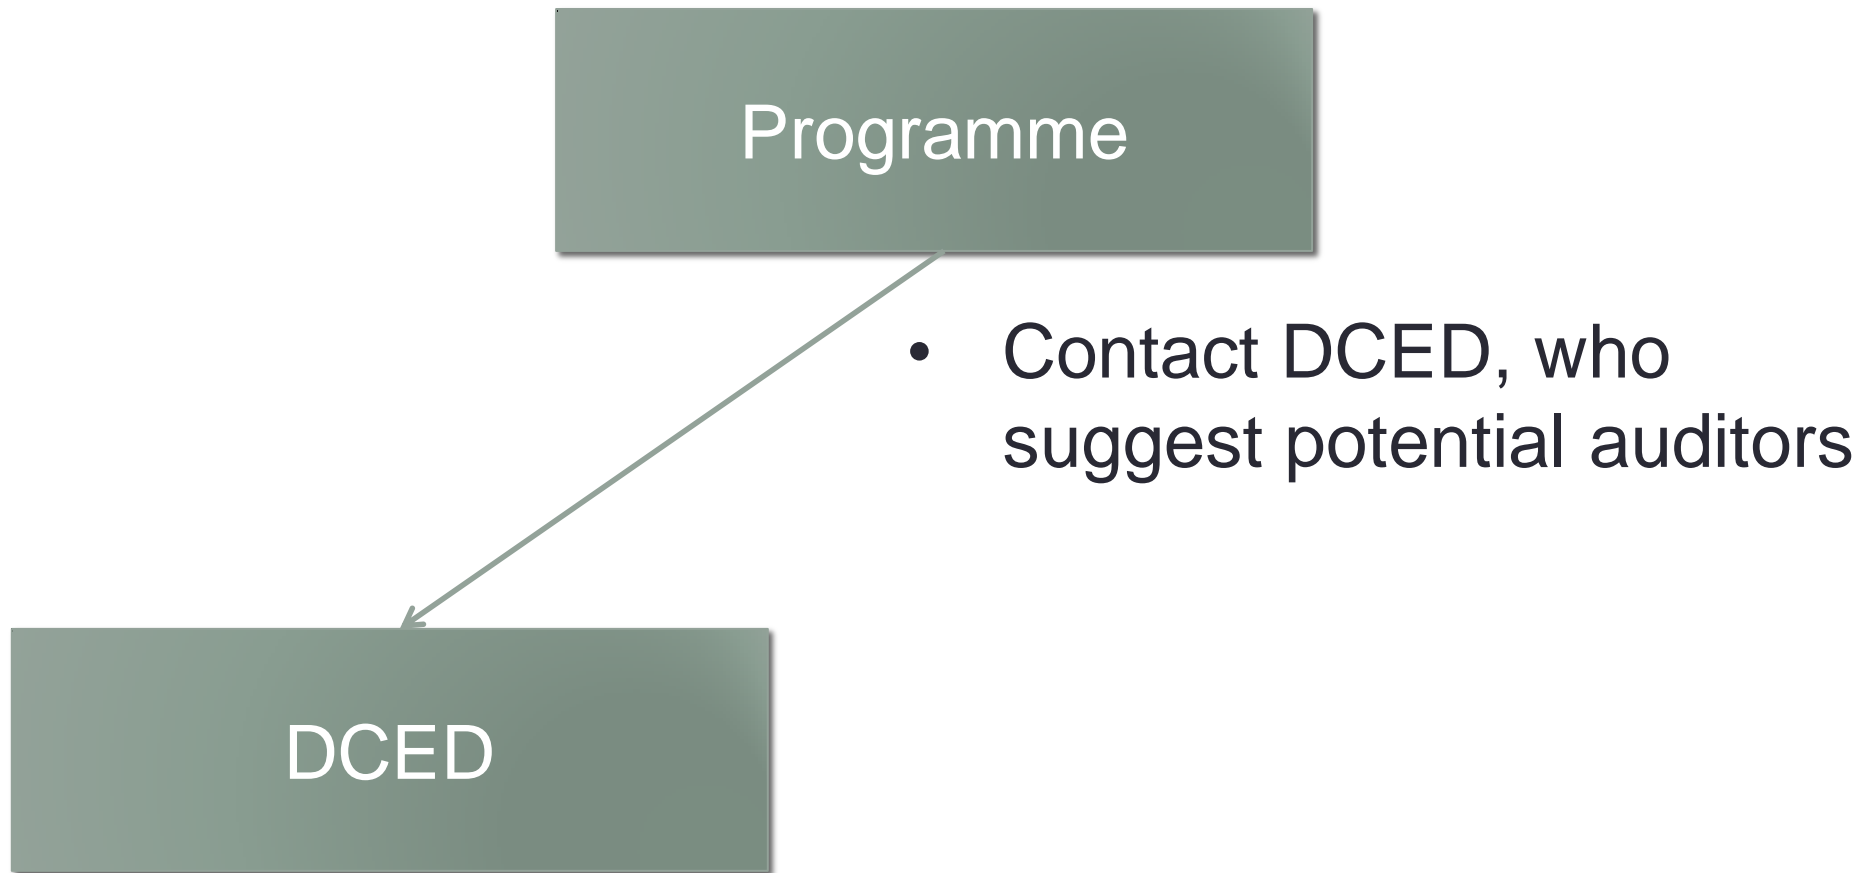 Programme
• Contact DCED, who
suggest potential auditors
DCED